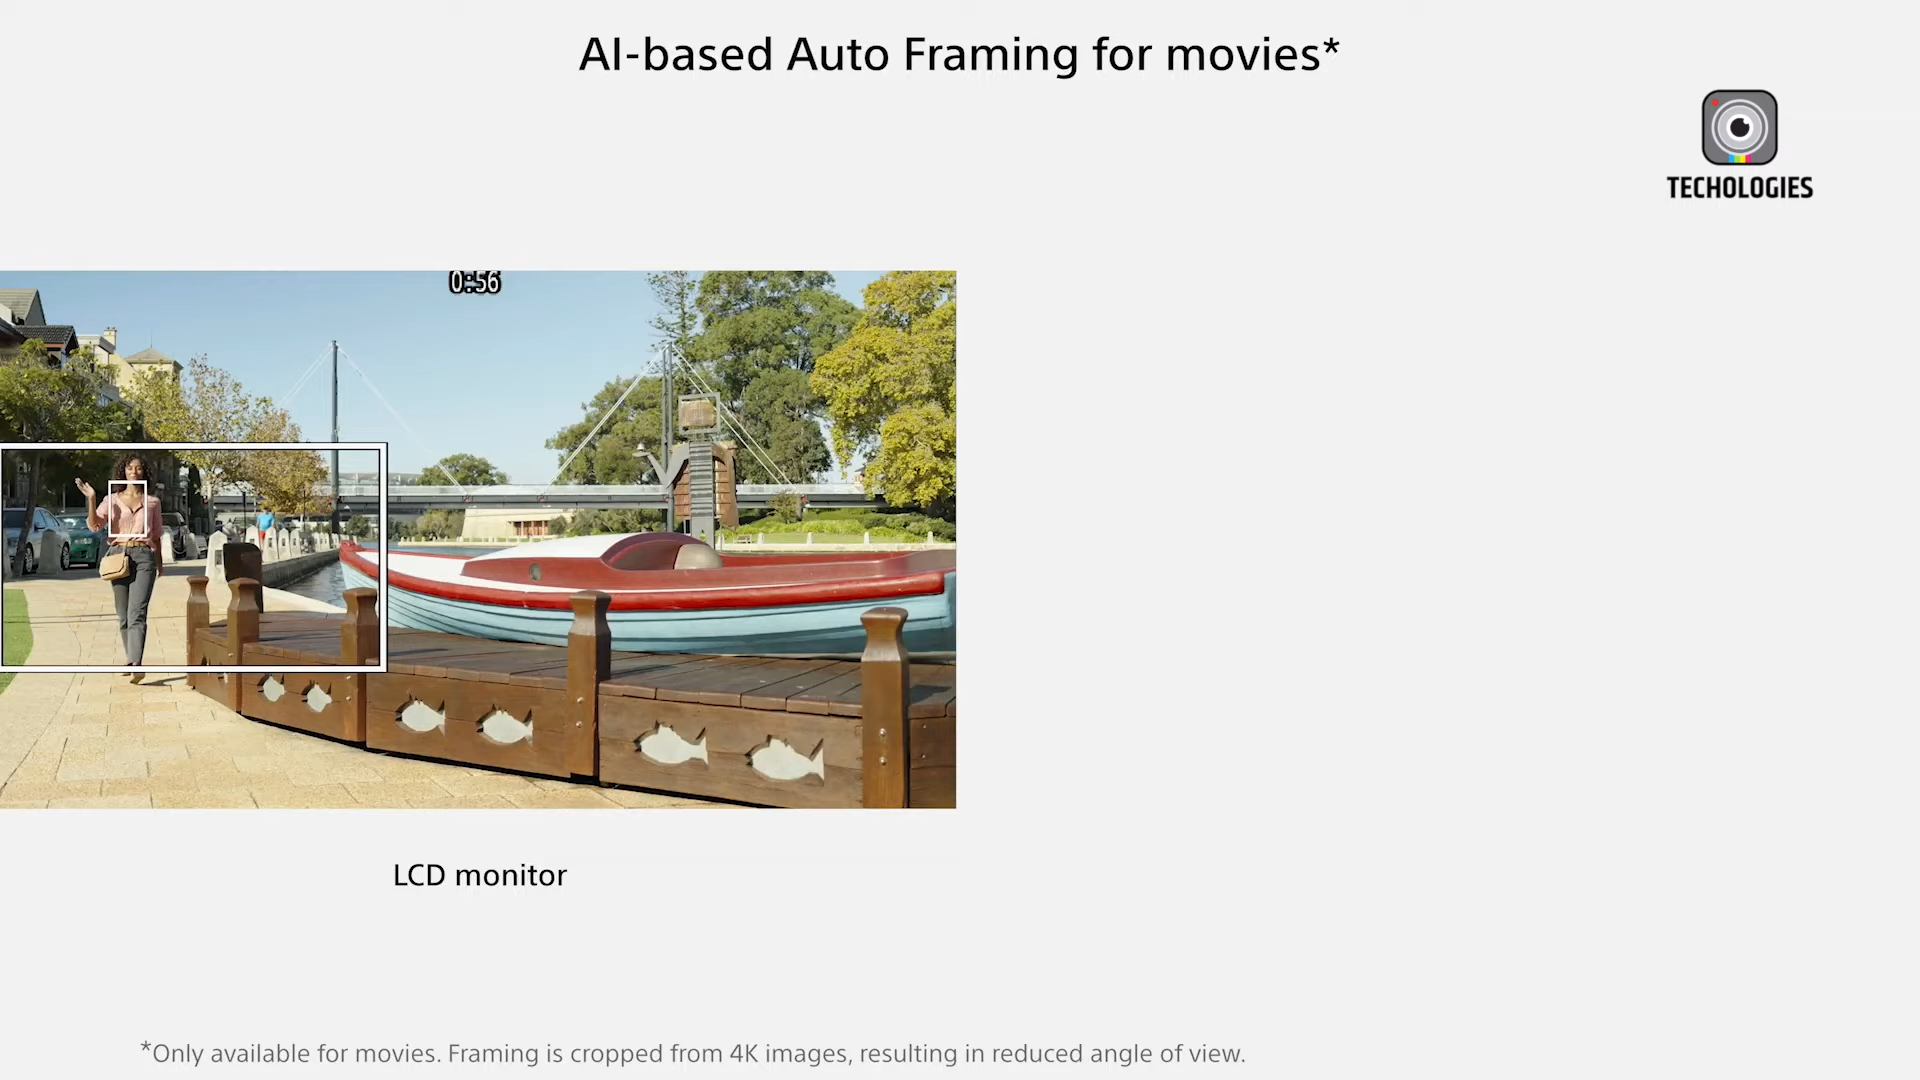 AI-based Auto Framing for movies*
TECHOLOGIES
0:56
LCD monitor
*Only available for movies. Framing is cropped from 4K images, resulting in reduced angle of view.